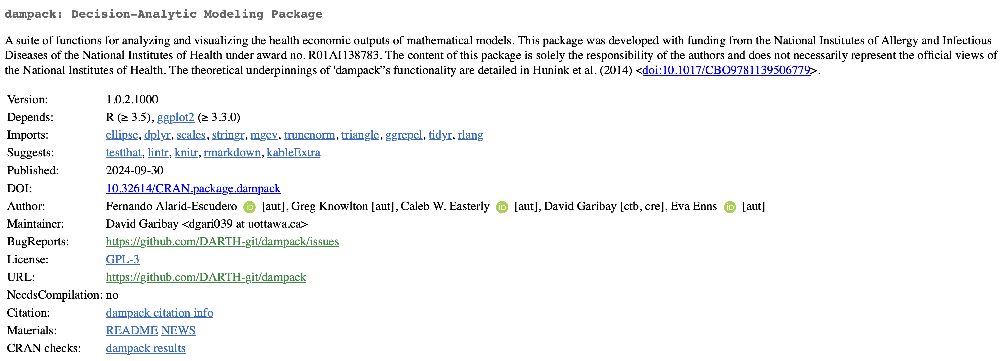 dampack: Decision-Analytic Modeling Package
A suite of functions for analyzing and visualizing the health economic outputs of mathematical models. This package was developed with funding from the National Institutes of Allergy and Infectious
Diseases of the National Institutes of Health under award no. R01AI138783. The content of this package is solely the responsibility of the authors and does not necessarily represent the official views of
the National Institutes of Health. The theoretical underpinnings of 'dampack''s functionality are detailed in Hunink et al. (2014) <doi:10.1017/CBO9781139506779>.
Version: 1.0.2.1000
Depends: R (≥ 3.5), ggplot2 (≥ 3.3.0)
Imports: ellipse, dplyr, scales, stringr, mgcv, truncnorm, triangle, ggrepel, tidyr, rlang
Suggests: testthat, lintr, knitr, rmarkdown, kableExtra
Published: 2024-09-30
DOI: 10.32614/CRAN.package.dampack
Author: Fernando Alarid-Escudero iD [aut], Greg Knowlton [aut], Caleb W. Easterly iD [aut], David Garibay [ctb, cre], Eva Enns iD [aut]
Maintainer: David Garibay <dgari039 at uottawa.ca>
BugReports: https://github.com/DARTH-git/dampack/issues
License: GPL-3
URL: https://github.com/DARTH-git/dampack
NeedsCompilation: no
Citation: dampack citation info
Materials: README NEWS
CRAN checks: dampack results